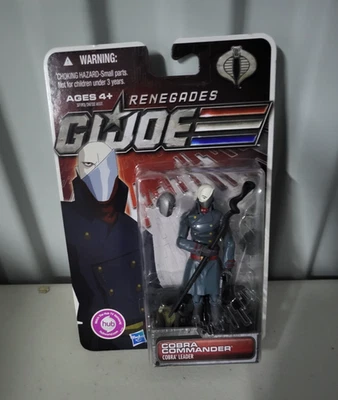 WARNING:
CHOKING HAZARD-Small parts.
Not for children under 3 years.
AGES 4+
RENEGADES
G.I.JOE
hub
Hasbro
COBRA
COMMANDER
COBRA LEADER